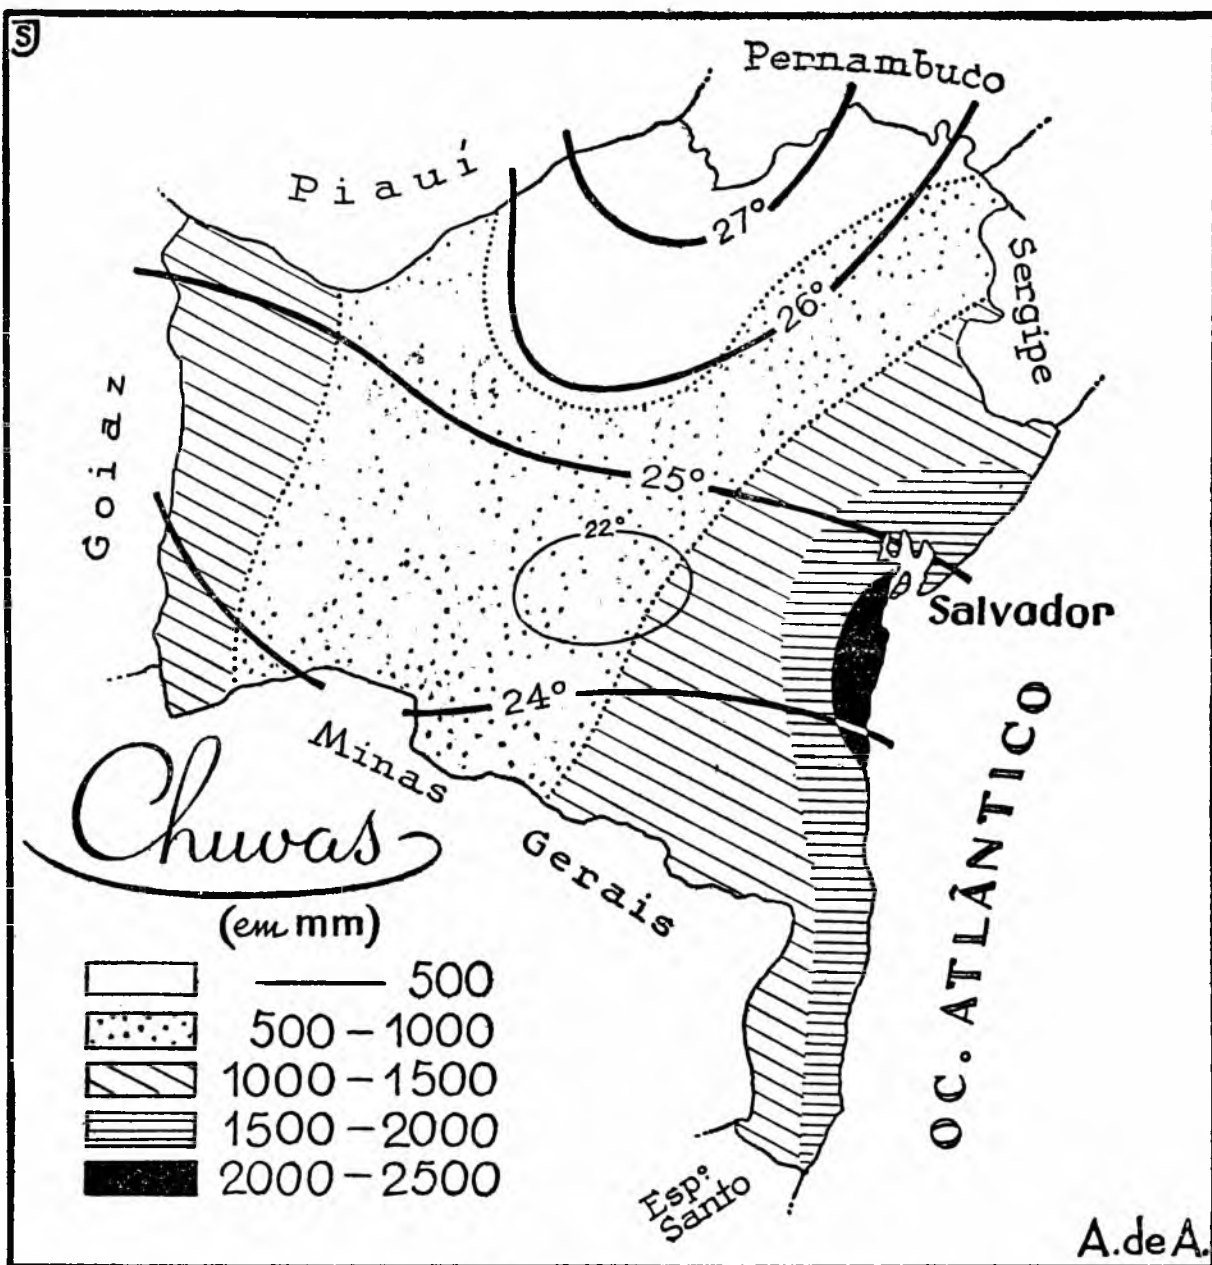 S
Pernambuco
Piauí
27°
26°
Sergipe
Goiaz
25°
22°
Salvador
24°
Minas
Gerais
OC. ATLÂNTICO
Chuvas
(em mm)
— 500
500 – 1000
1000 – 1500
1500 – 2000
2000 – 2500
Esp.
Santo
A. de A.